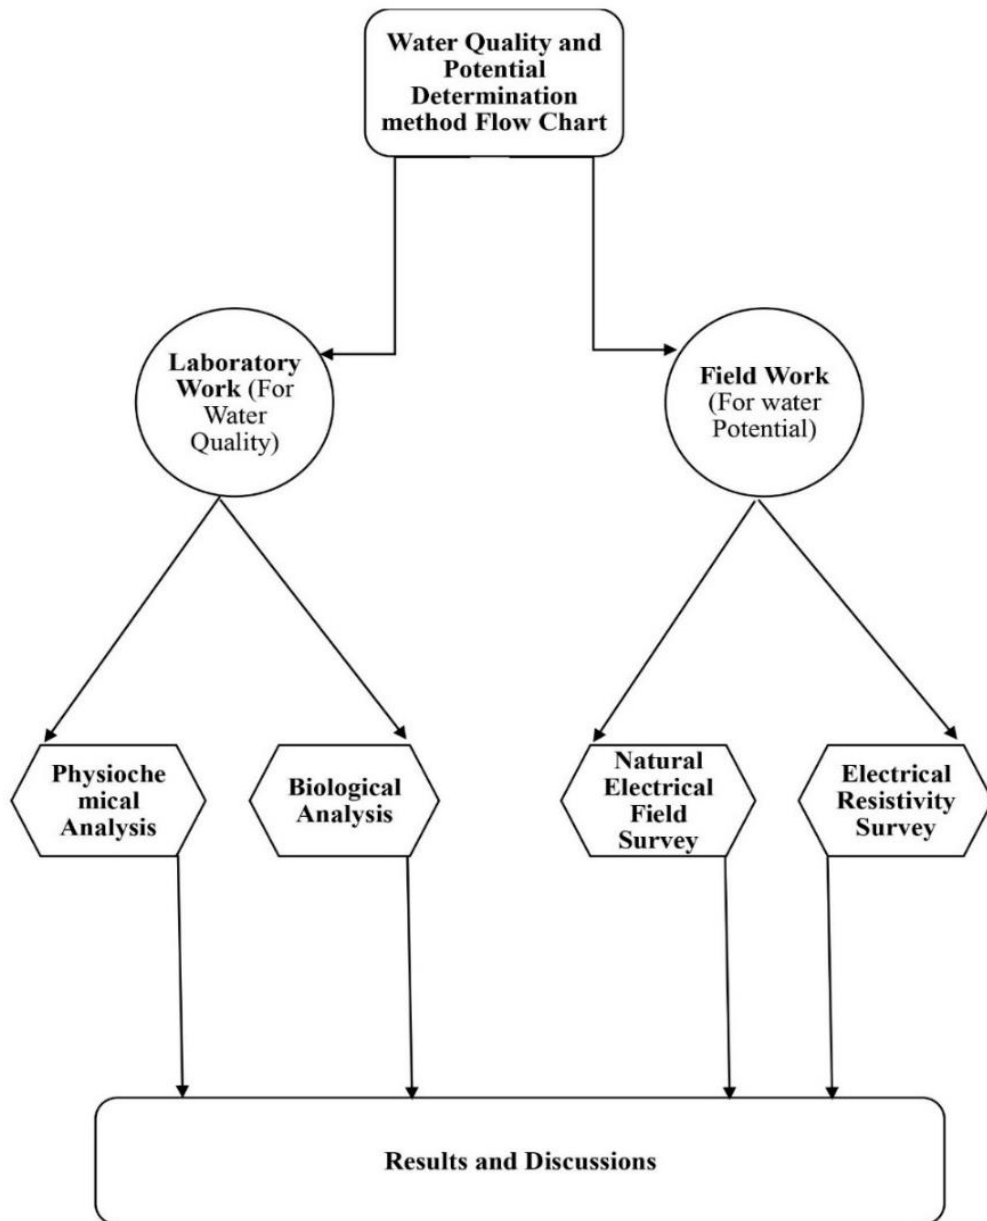 Water Quality and
Potential
Determination
method Flow Chart
Laboratory
Work (For
Water
Quality)
Field Work
(For water
Potential)
Physioche
mical
Analysis
Biological
Analysis
Natural
Electrical
Field
Survey
Electrical
Resistivity
Survey
Results and Discussions